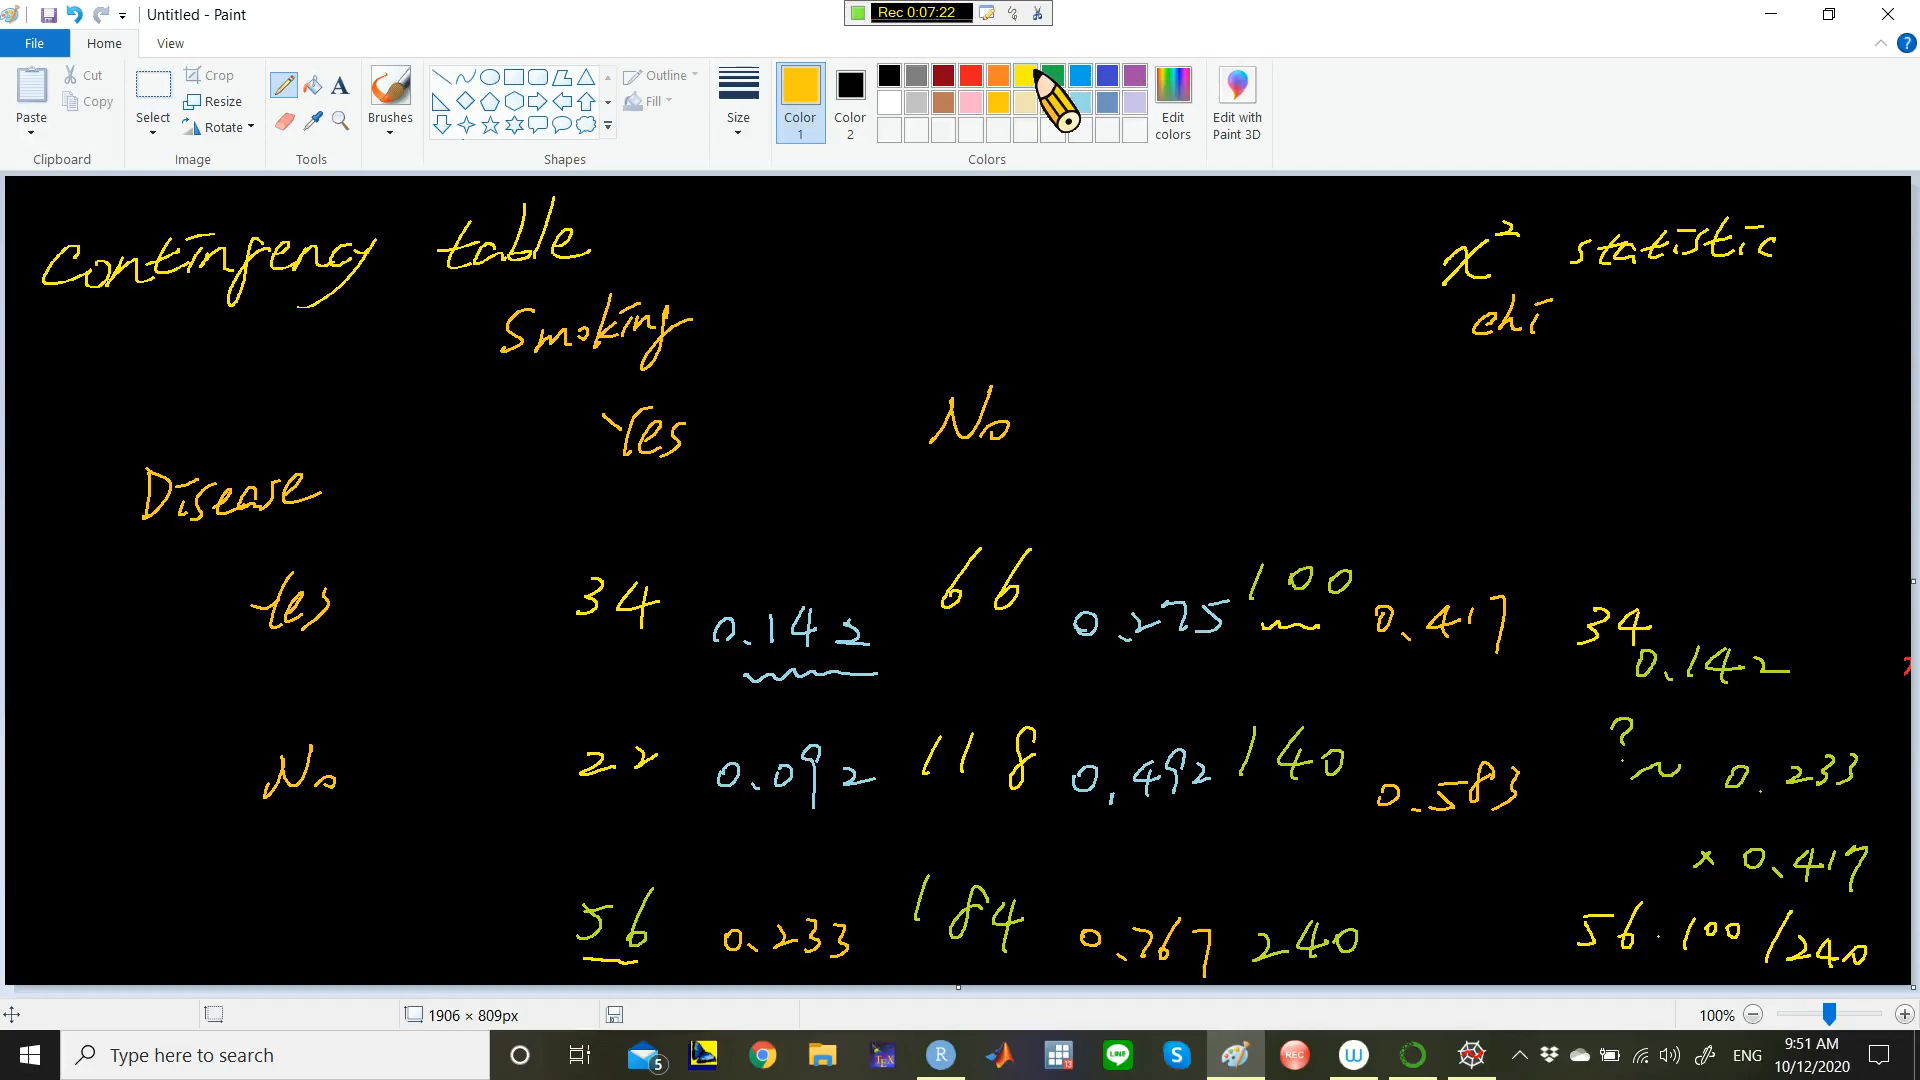 Untitled - Paint
Rec 0:07:22
File Home View
Paste Cut Copy Clipboard
Select Crop Resize Rotate Image
Tools
Brushes
Outline Fill Shapes
Size
Color 1 Color 2 Colors
Edit colors
Edit with Paint 3D
Contingency table
x² statistic
chi
Smoking
Yes No
Disease
Yes 34 0.142 66 0.275 100 0.417 34 0.142
No 22 0.092 118 0.492 140 0.583 ? ~ 0.233
× 0.417
56 0.233 184 0.767 240 56·100/240
1906 × 809px 100%
Type here to search
5
13
ENG 9:51 AM
10/12/2020